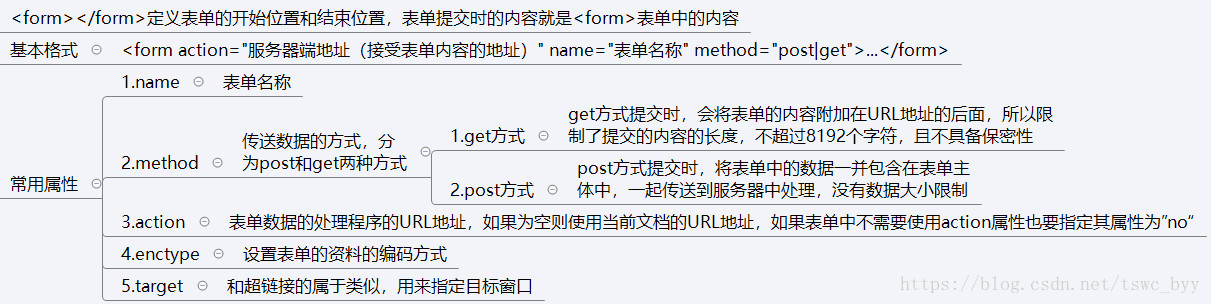 <form></form>定义表单的开始位置和结束位置，表单提交时的内容就是<form>表单中的内容
基本格式 <form action="服务器端地址（接受表单内容的地址）" name="表单名称" method="post|get">...</form>
常用属性
1.name 表单名称
2.method 传送数据的方式，分
为post和get两种方式
1.get方式 get方式提交时，会将表单的内容附加在URL地址的后面，所以限
制了提交的内容的长度，不超过8192个字符，且不具备保密性
2.post方式 post方式提交时，将表单中的数据一并包含在表单主
体中，一起传送到服务器中处理，没有数据大小限制
3.action 表单数据的处理程序的URL地址，如果为空则使用当前文档的URL地址，如果表单中不需要使用action属性也要指定其属性为”no“
4.enctype 设置表单的资料的编码方式
5.target 和超链接的属于类似，用来指定目标窗口
https://blog.csdn.net/tswc_byy